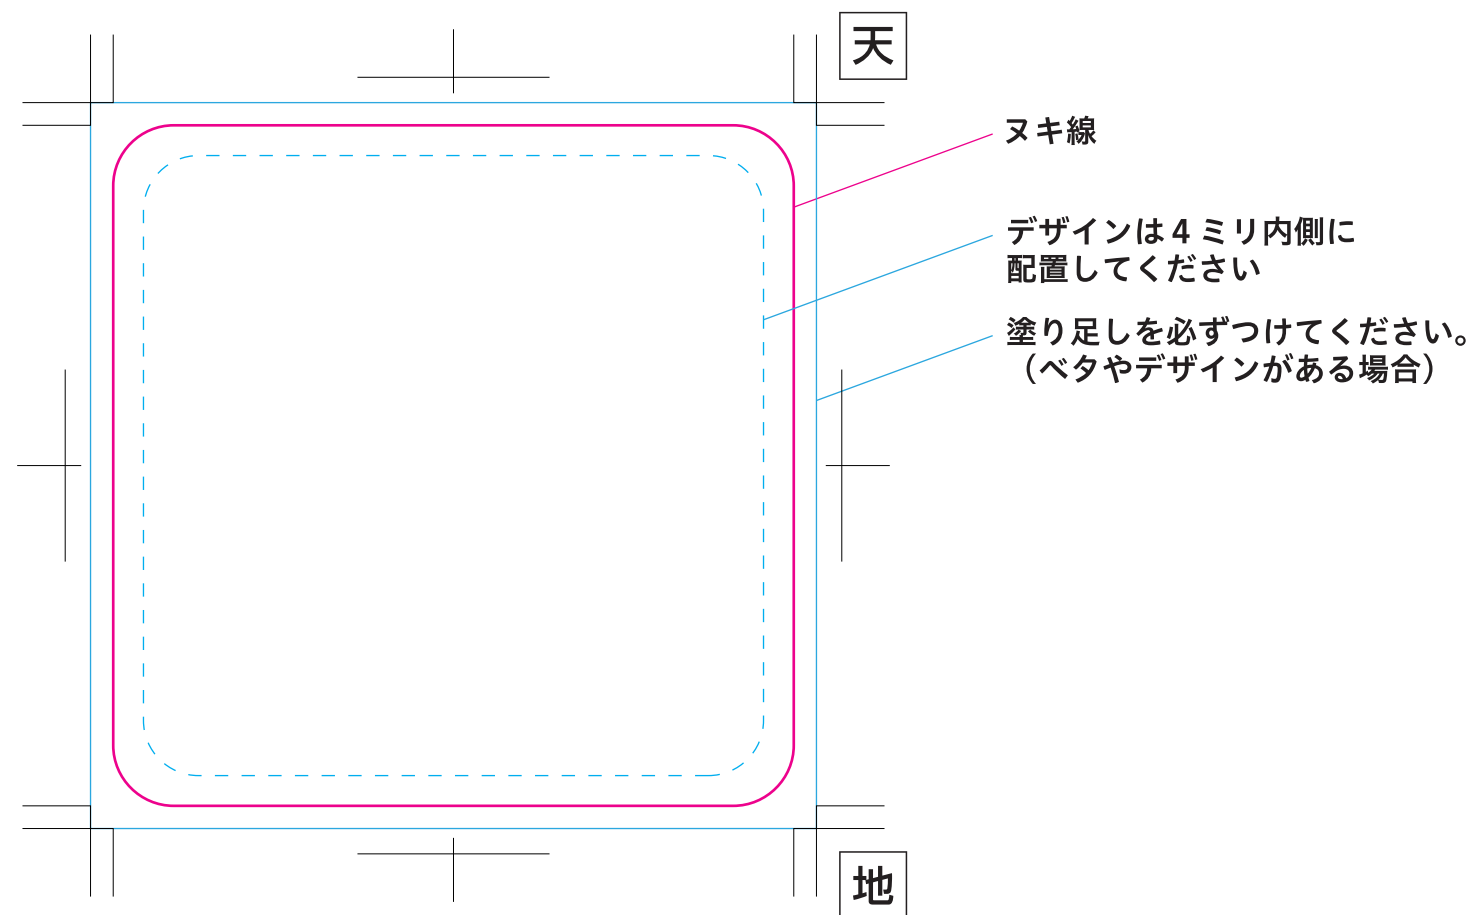 天
ヌキ線
デザインは4ミリ内側に
配置してください
塗り足しを必ずつけてください。
（ベタやデザインがある場合）
地